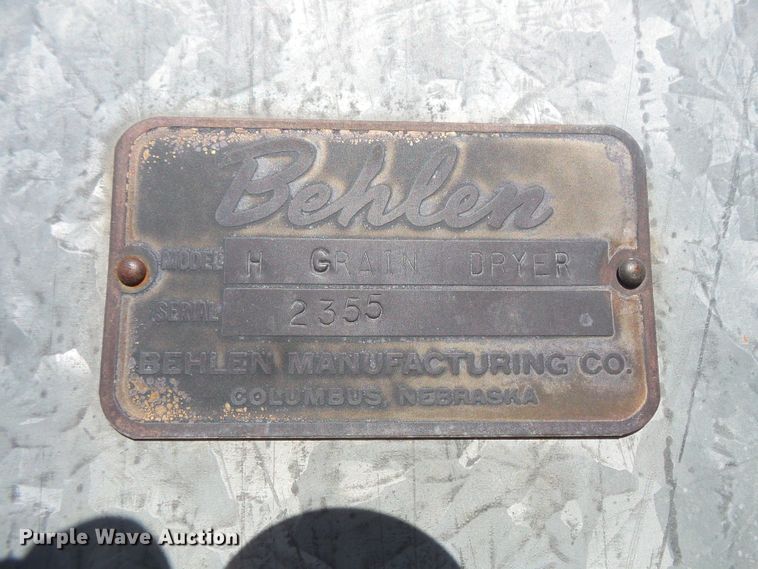 Behlen
MODEL H GRAIN DRYER
SERIAL 2355
BEHLEN MANUFACTURING CO.
COLUMBUS, NEBRASKA
Purple Wave Auction®